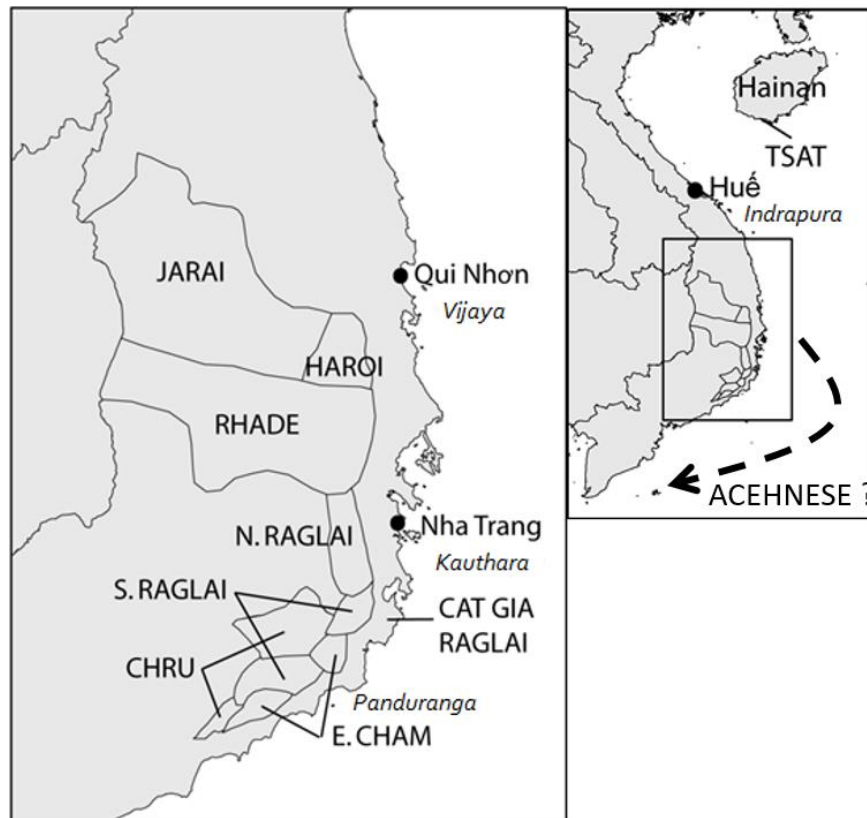 JARAI
Qui Nhơn
Vijaya
HAROI
RHADE
N. RAGLAI
Nha Trang
Kauthara
S. RAGLAI
CAT GIA
RAGLAI
CHRU
Panduranga
E. CHAM
Hainan
TSAT
Huế
Indrapura
ACEHNESE ?